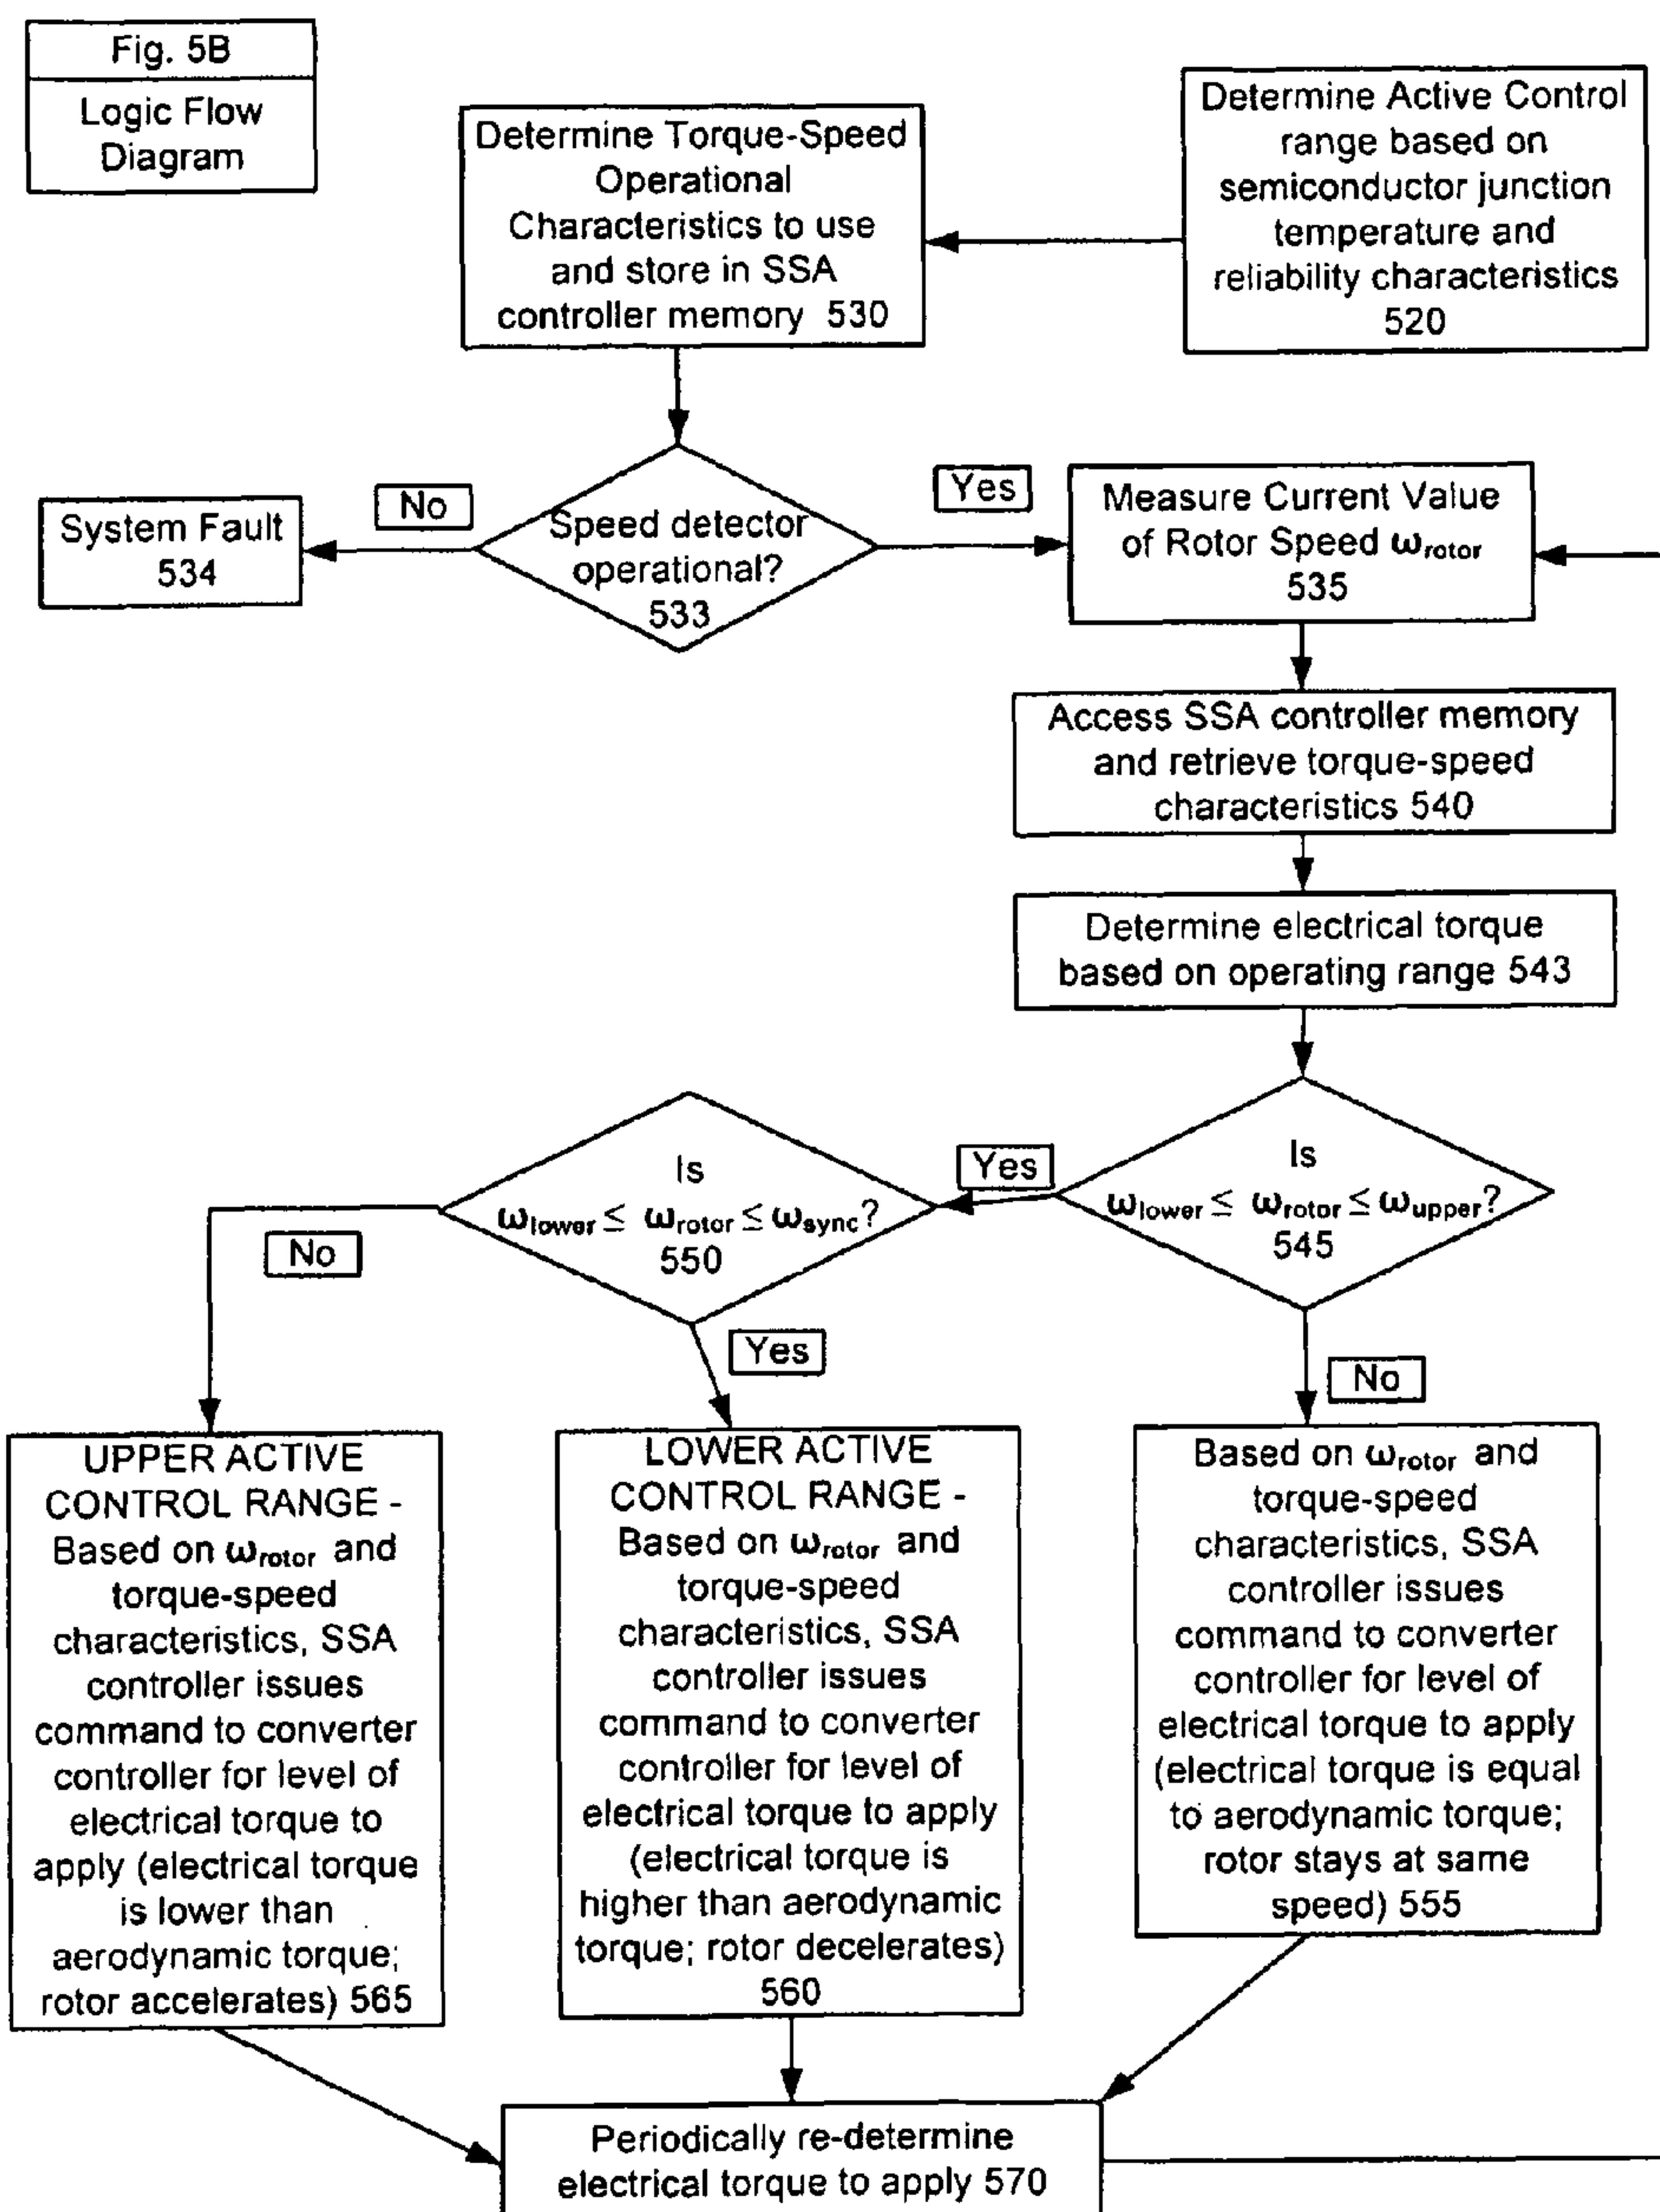 Fig. 5B
Logic Flow
Diagram
Determine Torque-Speed
Operational
Characteristics to use
and store in SSA
controller memory 530
Determine Active Control
range based on
semiconductor junction
temperature and
reliability characteristics
520
System Fault
534
No
Speed detector
operational?
533
Yes
Measure Current Value
of Rotor Speed ωrotor
535
Access SSA controller memory
and retrieve torque-speed
characteristics 540
Determine electrical torque
based on operating range 543
Is
ωlower ≤ ωrotor ≤ ωupper?
545
Yes
Is
ωlower ≤ ωrotor ≤ ωsync?
550
No
Yes
No
UPPER ACTIVE
CONTROL RANGE -
Based on ωrotor and
torque-speed
characteristics, SSA
controller issues
command to converter
controller for level of
electrical torque to
apply (electrical torque
is lower than
aerodynamic torque;
rotor accelerates) 565
LOWER ACTIVE
CONTROL RANGE -
Based on ωrotor and
torque-speed
characteristics, SSA
controller issues
command to converter
controller for level of
electrical torque to apply
(electrical torque is
higher than aerodynamic
torque; rotor decelerates)
560
Based on ωrotor and
torque-speed
characteristics, SSA
controller issues
command to converter
controller for level of
electrical torque to apply
(electrical torque is equal
to aerodynamic torque;
rotor stays at same
speed) 555
Periodically re-determine
electrical torque to apply 570